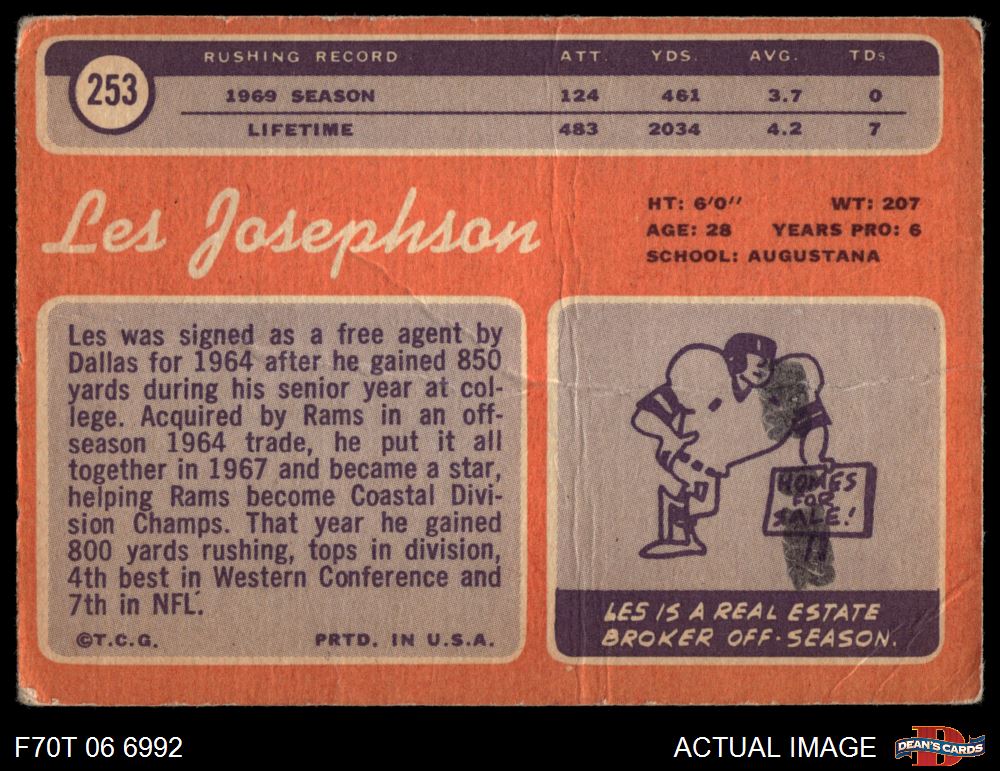 253
RUSHING RECORD ATT. YDS. AVG. TDs
1969 SEASON 124 461 3.7 0
LIFETIME 483 2034 4.2 7
Les Josephson
HT: 6'0" WT: 207
AGE: 28 YEARS PRO: 6
SCHOOL: AUGUSTANA
Les was signed as a free agent by
Dallas for 1964 after he gained 850
yards during his senior year at col-
lege. Acquired by Rams in an off-
season 1964 trade, he put it all
together in 1967 and became a star,
helping Rams become Coastal Divi-
sion Champs. That year he gained
800 yards rushing, tops in division,
4th best in Western Conference and
7th in NFL.
©T.C.G. PRTD. IN U.S.A.
HOMES
FOR
SALE!
LES IS A REAL ESTATE
BROKER OFF-SEASON.
F70T 06 6992
ACTUAL IMAGE
DEAN'S CARDS